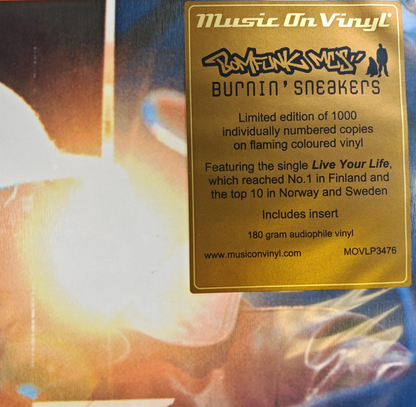 Music On Vinyl®
BOMFUNK MC'S
BURNIN' SNEAKERS
Limited edition of 1000
individually numbered copies
on flaming coloured vinyl
Featuring the single Live Your Life,
which reached No.1 in Finland and
the top 10 in Norway and Sweden
Includes insert
180 gram audiophile vinyl
www.musiconvinyl.com MOVLP3476